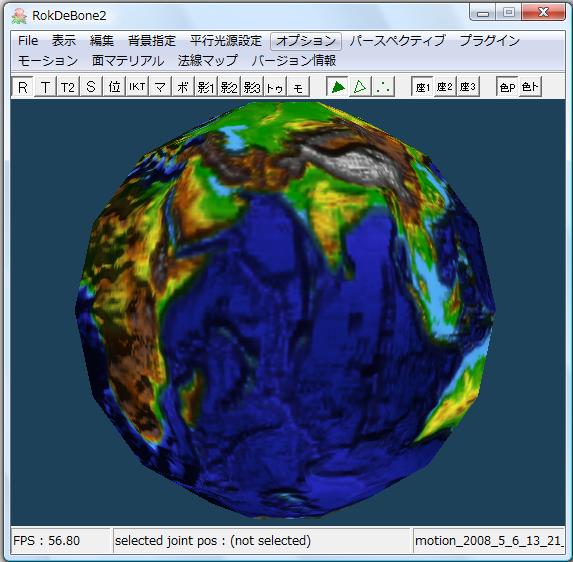 RokDeBone2
File 表示 編集 背景指定 平行光源設定 オプション パースペクティブ プラグイン
モーション 面マテリアル 法線マップ バージョン情報
R T T2 S 位 IKT マ ボ 影1 影2 影3 トゥ モ 座1 座2 座3 色P 色ト
FPS : 56.80 selected joint pos : (not selected) motion_2008_5_6_13_21_